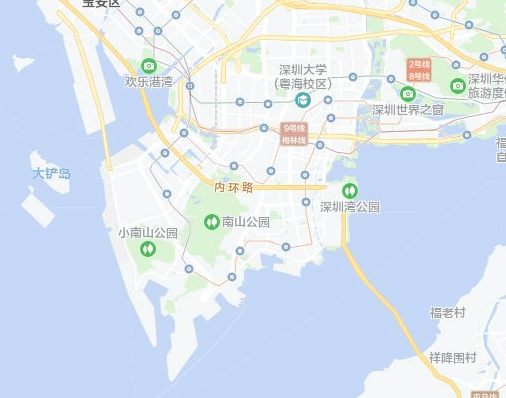 宝安区
欢乐港湾
深圳大学
（粤海校区）
2号线
8号线
深圳世界之窗
深圳华侨
旅游度假
9号线
梅林线
大铲岛
内环路
深圳湾公园
南山公园
小南山公园
福老村
祥降围村